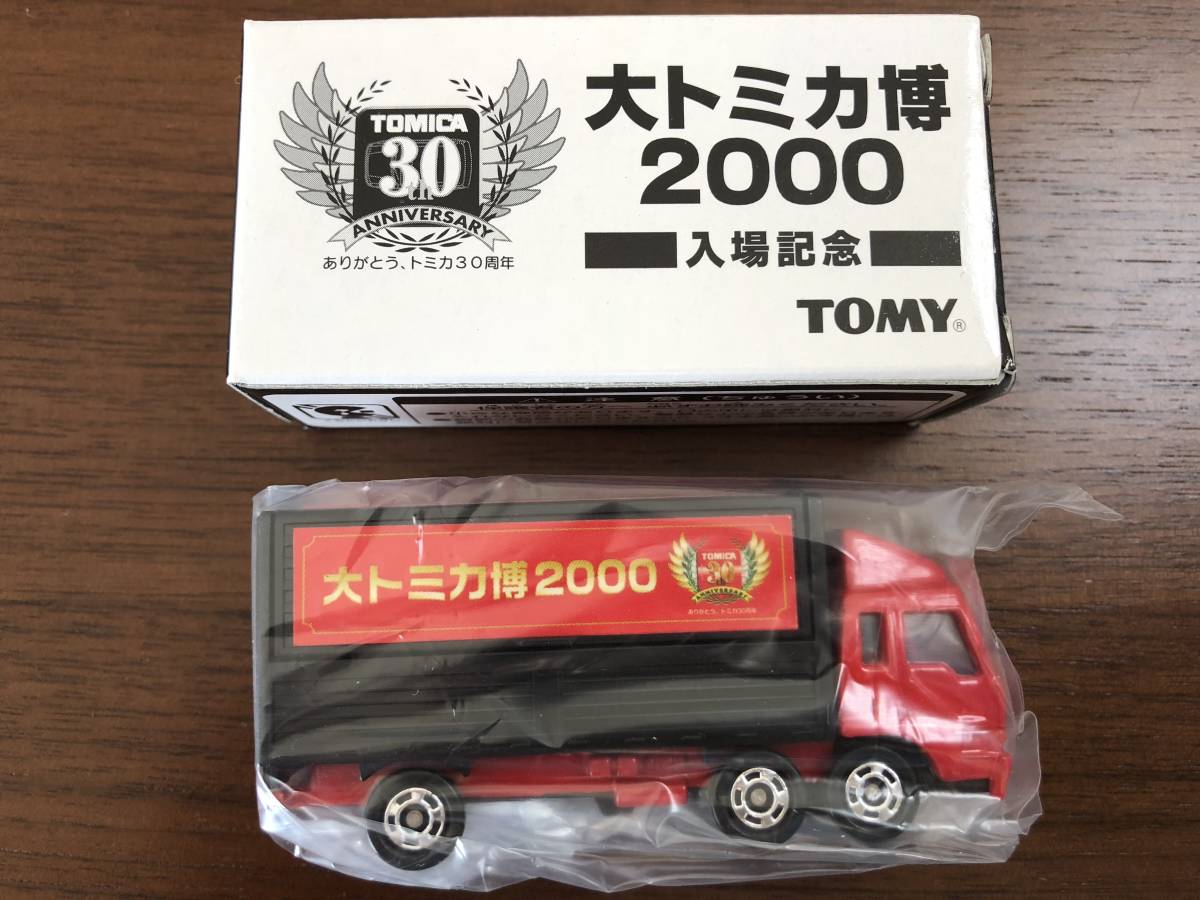 TOMICA
30th
ANNIVERSARY
ありがとう、トミカ30周年
大トミカ博
2000
入場記念
TOMY®
大トミカ博2000
TOMICA
30
ANNIVERSARY
ありがとう、トミカ30周年